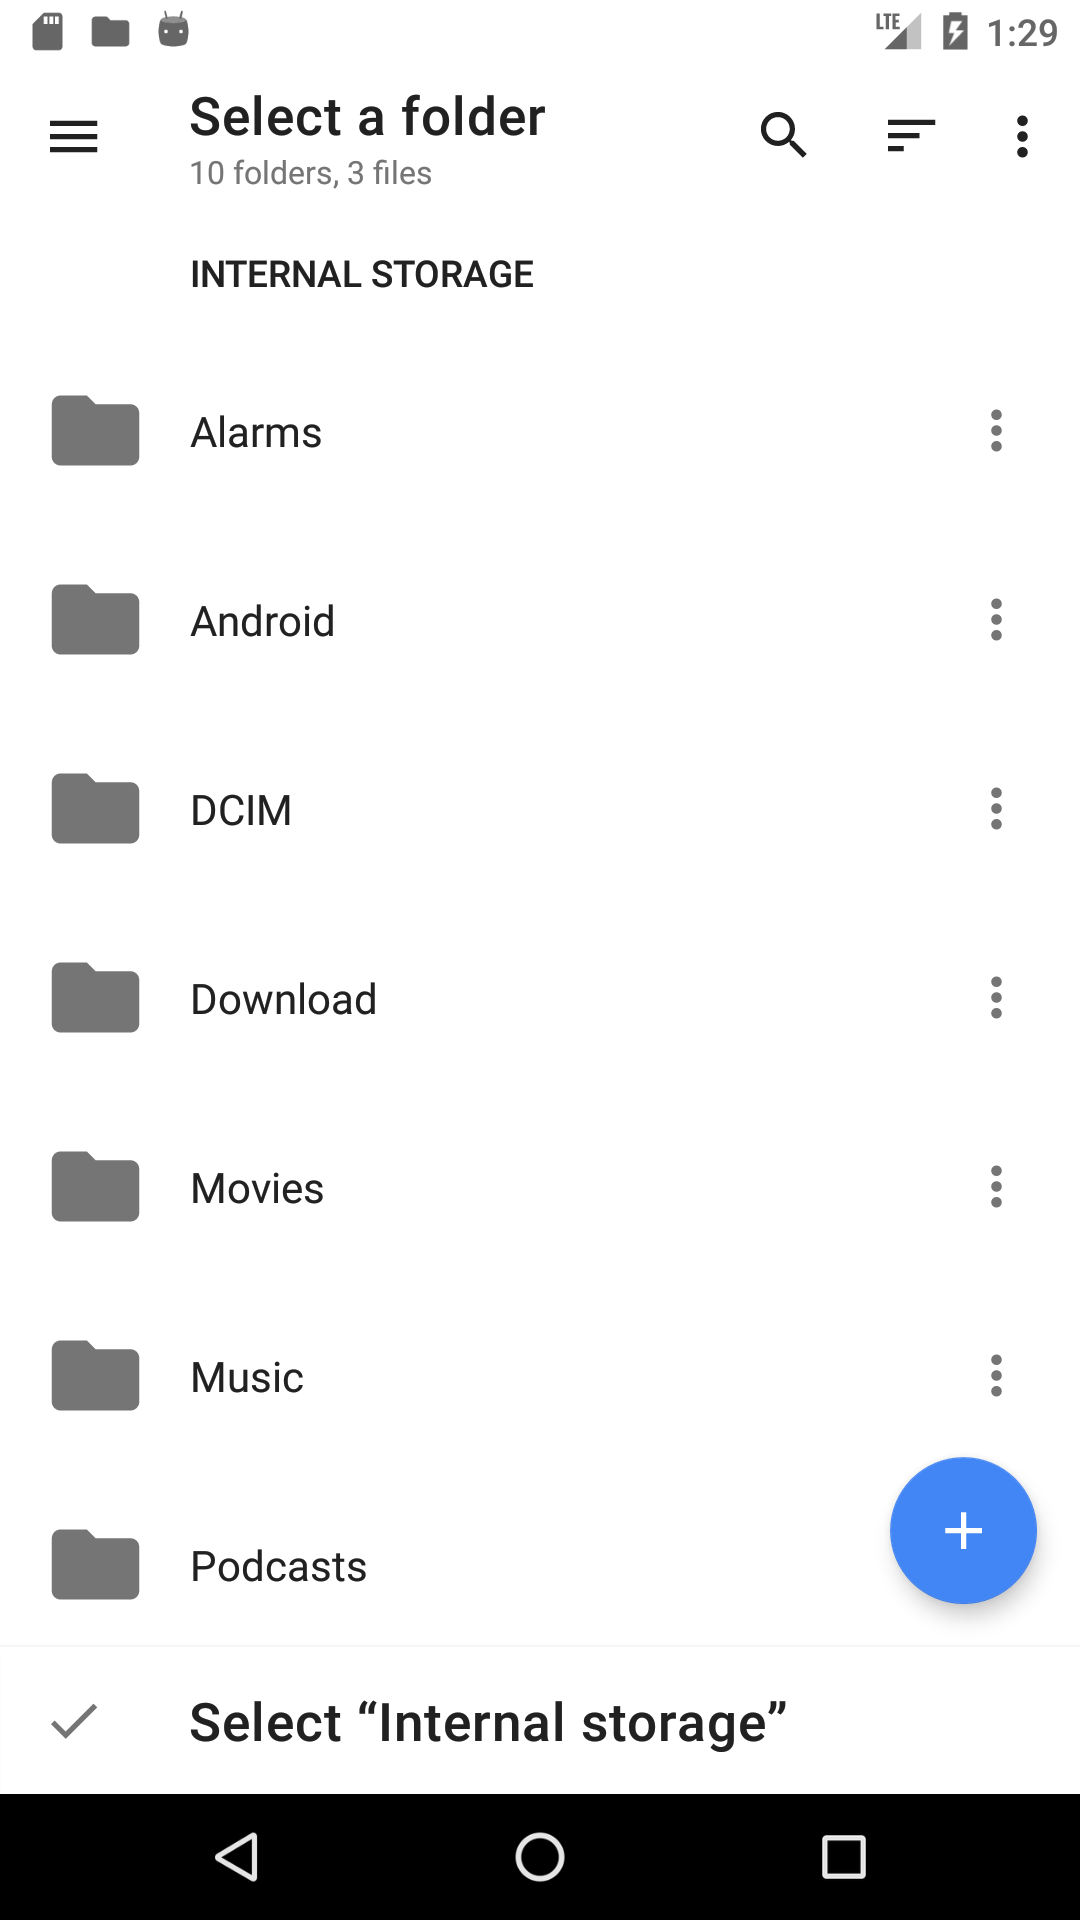 LTE 1:29
Select a folder
10 folders, 3 files
INTERNAL STORAGE
Alarms
Android
DCIM
Download
Movies
Music
Podcasts
Select “Internal storage”